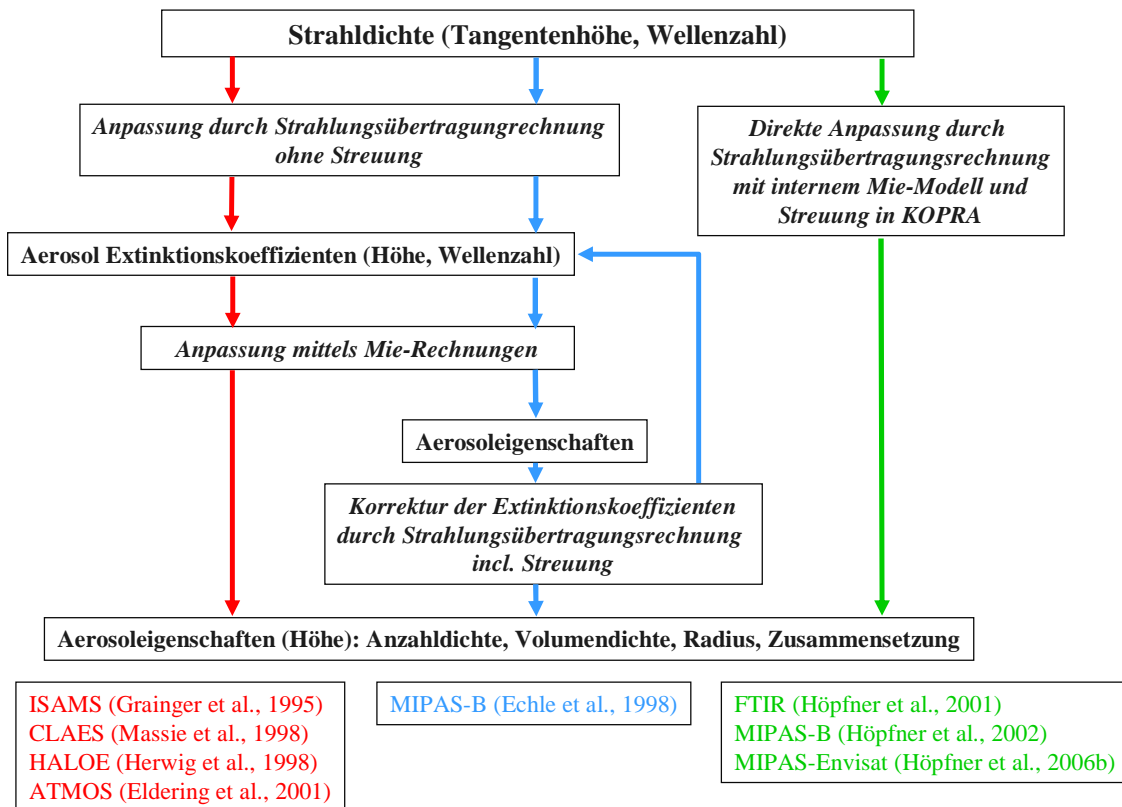 Strahldichte (Tangentenhöhe, Wellenzahl)
Anpassung durch Strahlungsübertragungrechnung
ohne Streuung
Direkte Anpassung durch
Strahlungsübertragungsrechnung
mit internem Mie-Modell und
Streuung in KOPRA
Aerosol Extinktionskoeffizienten (Höhe, Wellenzahl)
Anpassung mittels Mie-Rechnungen
Aerosoleigenschaften
Korrektur der Extinktionskoeffizienten
durch Strahlungsübertragungsrechnung
incl. Streuung
Aerosoleigenschaften (Höhe): Anzahldichte, Volumendichte, Radius, Zusammensetzung
ISAMS (Grainger et al., 1995)
CLAES (Massie et al., 1998)
HALOE (Herwig et al., 1998)
ATMOS (Eldering et al., 2001)
MIPAS-B (Echle et al., 1998)
FTIR (Höpfner et al., 2001)
MIPAS-B (Höpfner et al., 2002)
MIPAS-Envisat (Höpfner et al., 2006b)